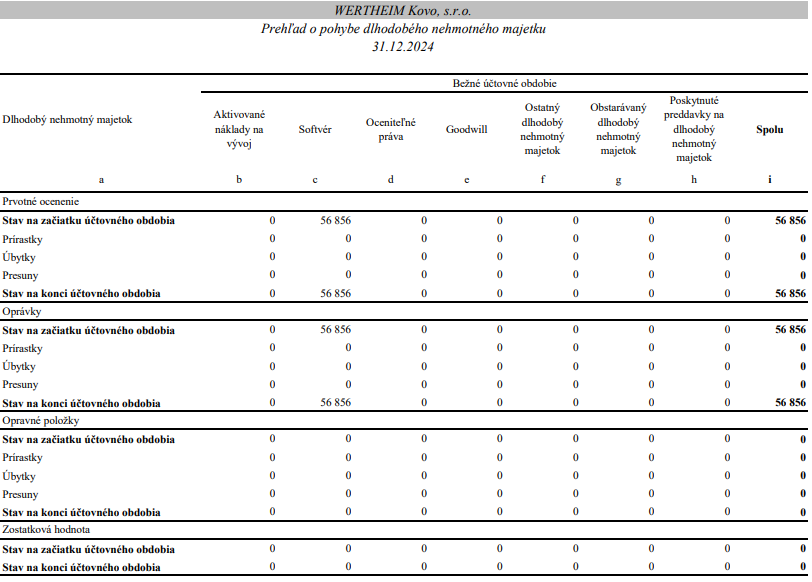 WERTHEIM Kovo, s.r.o.
Prehľad o pohybe dlhodobého nehmotného majetku
31.12.2024
Bežné účtovné obdobie
Dlhodobý nehmotný majetok
Aktivované náklady na vývoj
Softvér
Oceniteľné práva
Goodwill
Ostatný dlhodobý nehmotný majetok
Obstarávaný dlhodobý nehmotný majetok
Poskytnuté preddavky na dlhodobý nehmotný majetok
Spolu
a b c d e f g h i
Prvotné ocenenie
Stav na začiatku účtovného obdobia 0 56 856 0 0 0 0 0 56 856
Prírastky 0 0 0 0 0 0 0 0
Úbytky 0 0 0 0 0 0 0 0
Presuny 0 0 0 0 0 0 0 0
Stav na konci účtovného obdobia 0 56 856 0 0 0 0 0 56 856
Oprávky
Stav na začiatku účtovného obdobia 0 56 856 0 0 0 0 0 56 856
Prírastky 0 0 0 0 0 0 0 0
Úbytky 0 0 0 0 0 0 0 0
Presuny 0 0 0 0 0 0 0 0
Stav na konci účtovného obdobia 0 56 856 0 0 0 0 0 56 856
Opravné položky
Stav na začiatku účtovného obdobia 0 0 0 0 0 0 0 0
Prírastky 0 0 0 0 0 0 0 0
Úbytky 0 0 0 0 0 0 0 0
Presuny 0 0 0 0 0 0 0 0
Stav na konci účtovného obdobia 0 0 0 0 0 0 0 0
Zostatková hodnota
Stav na začiatku účtovného obdobia 0 0 0 0 0 0 0 0
Stav na konci účtovného obdobia 0 0 0 0 0 0 0 0